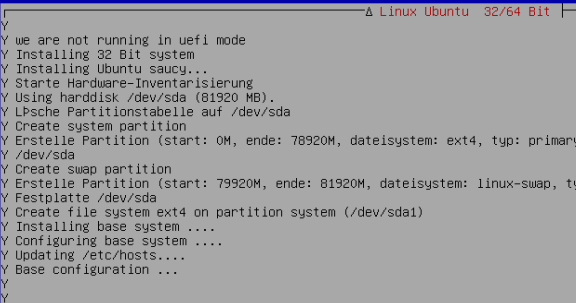 Δ Linux Ubuntu 32/64 Bit
Y
Y we are not running in uefi mode
Y Installing 32 Bit system
Y Installing Ubuntu saucy...
Y Starte Hardware-Inventarisierung
Y Using harddisk /dev/sda (81920 MB).
Y LÞsche Partitionstabelle auf /dev/sda
Y Create system partition
Y Erstelle Partition (start: 0M, ende: 78920M, dateisystem: ext4, typ: primary
Y /dev/sda
Y Create swap partition
Y Erstelle Partition (start: 79920M, ende: 81920M, dateisystem: linux-swap, ty
Y Festplatte /dev/sda
Y Create file system ext4 on partition system (/dev/sda1)
Y Installing base system ....
Y Configuring base system ....
Y Updating /etc/hosts....
Y Base configuration ...
Y
Y